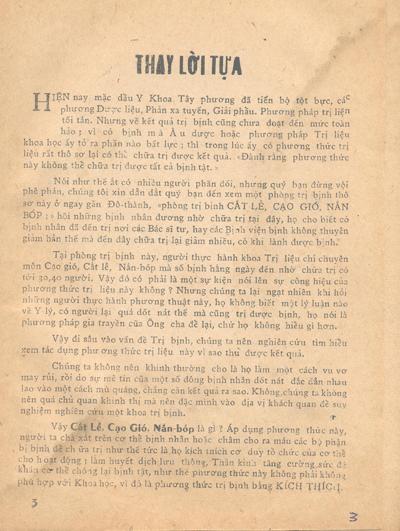 THAY LỜI TỰA
HIỆN nay mặc dầu Y Khoa Tây phương đã tiến bộ tột bực, các
phương Dược liệu, Phản xạ tuyến, Giải phẫu. Phương pháp trị liện
tối tân. Nhưng về kết quả trị bịnh cũng chưa đoạt đến mức toàn
hảo; vì có bịnh mà Âu dược hoặc phương pháp Trị liệu
khoa học ấy tỏ ra phần nào bất lực; thì trong lúc ấy có phương thức trị
liệu rất thô sơ lại có thể chữa trị được kết quả. «Đành rằng phương thức
này không thể chữa trị được tất cả bịnh tật.»
Nói như thế ắt có nhiều người phản đối, nhưng quý bạn đừng vội
phê phán, chúng tôi xin dẫn dắt quý bạn đến xem một phòng trị bịnh thô
sơ này ở ngay gần Đô-thành, «phòng trị bịnh CẮT LỄ, CẠO GIÓ, NẮN
BÓP;» hỏi những bịnh nhân đương nhờ chữa trị tại đây, họ cho biết có
bịnh nhân đã đến trị nơi các Bác sĩ tư, hay các Bịnh viện bịnh không thuyên
giảm hẳn thế mà đến đây chữa trị lại giảm nhiều, có khi lành được bịnh.
Tại phòng trị bịnh này, người thực hành khoa Trị liệu chỉ chuyên
môn Cạo gió, Cắt lễ, Nắn-bóp mà số bịnh hàng ngày đến nhờ chữa trị có
tới 30,40 người. Vậy đó có phải là một sự kiện nói lên sự công hiệu của
phương thức trị liệu này không? Nhưng chúng ta lại ngạt nhiên khi hỏi
những người thực hành phương thuật này, họ không biết một lý luận nào
về Y lý, có người lại quá dốt nát thế mà cũng trị được bịnh, họ nói là
phương pháp gia truyền của Ông cha để lại, chứ họ không hiểu gì hơn.
Vậy đi sâu vào vấn đề Trị bịnh, chúng ta nên nghiên cứu tìm hiểu
xem tác dụng phương thức trị liệu này vì sao thu được kết quả.
Chúng ta không nên khinh thường cho là họ làm một cách vu vơ
may rủi, rồi do sự mê tín của một số đông bịnh nhân dốt nát dắc dẫn nhau
lao vào một cách mù quáng, chẳng cần kết quả ra sao. Không,chúng ta không
nên quá chủ quan khinh thị mà nên đặc mình vào địa vị khách quan để suy
nghiệm nghiên cứu một khoa trị bịnh.
Vậy Cắt Lễ, Cạo Gió, Nắn-bóp là gì? Áp dụng phương thức này,
người ta chà xát trên cơ thể bịnh nhân hoặc châm cho ra máu các bộ phận
bị bịnh để chữa trị như thế tức là họ kích thích cơ duy tổ chức của cơ thể
cho hoạt động; làm huyết dịch lưu thông, Thần kinh tăng cường,sức đề
khán cơ thể chống lại bịnh tật, như thế phương thức đó không phải không
phù hợp với Khoa học, vì đó là phương thức trị bịnh bằng KÍCH THÍCH.
3
3